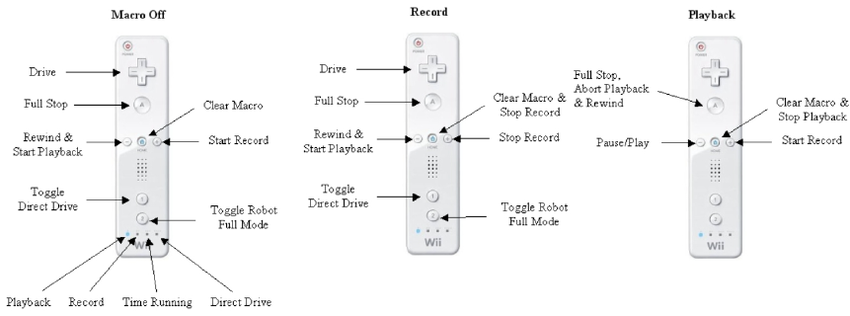 Macro Off
Drive
Full Stop
Clear Macro
Rewind &
Start Playback
Start Record
Toggle
Direct Drive
Toggle Robot
Full Mode
Wii
Playback
Record
Time Running
Direct Drive
Record
Drive
Full Stop
Clear Macro &
Stop Record
Rewind &
Start Playback
Stop Record
Toggle
Direct Drive
Toggle Robot
Full Mode
Wii
Playback
Full Stop,
Abort Playback
& Rewind
Clear Macro &
Stop Playback
Pause/Play
Start Record
Wii